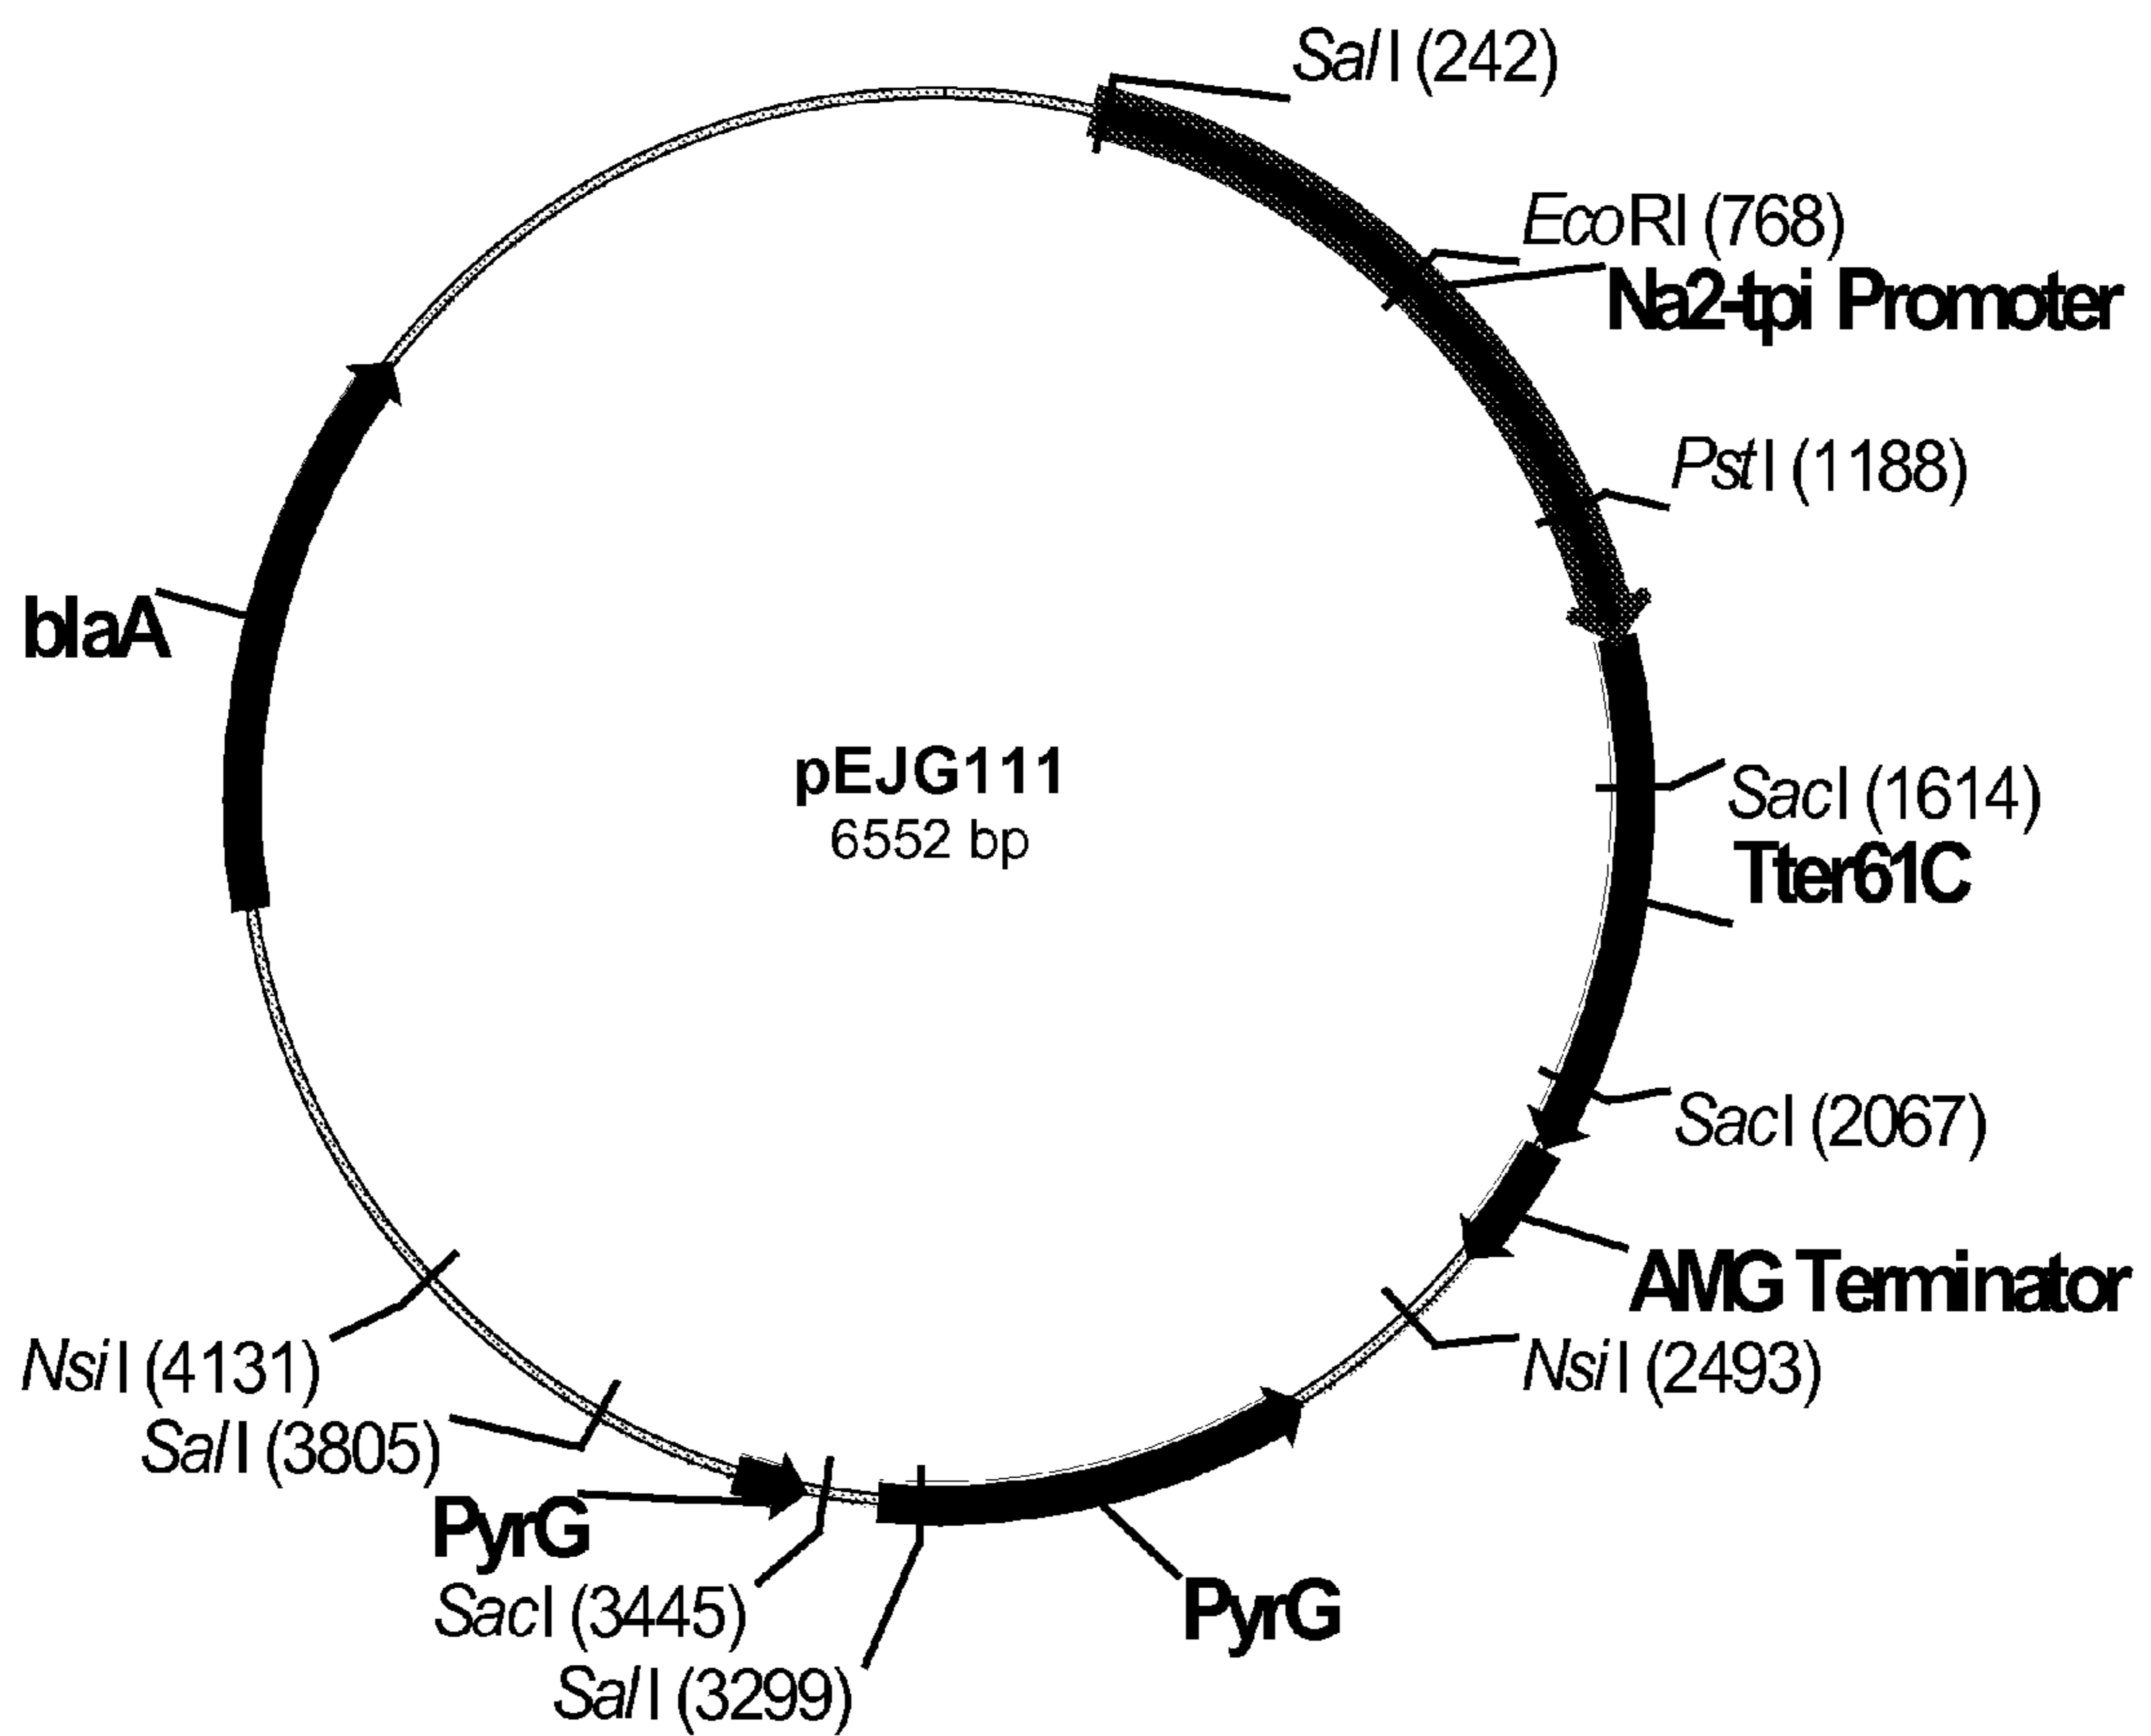 SalI (242)
EcoRI (768)
Na2-tpi Promoter
PstI (1188)
blaA
pEJG111
6552 bp
SacI (1614)
Tter61C
SacI (2067)
AMG Terminator
NsiI (4131)
NsiI (2493)
SalI (3805)
PyrG
SacI (3445)
PyrG
SalI (3299)